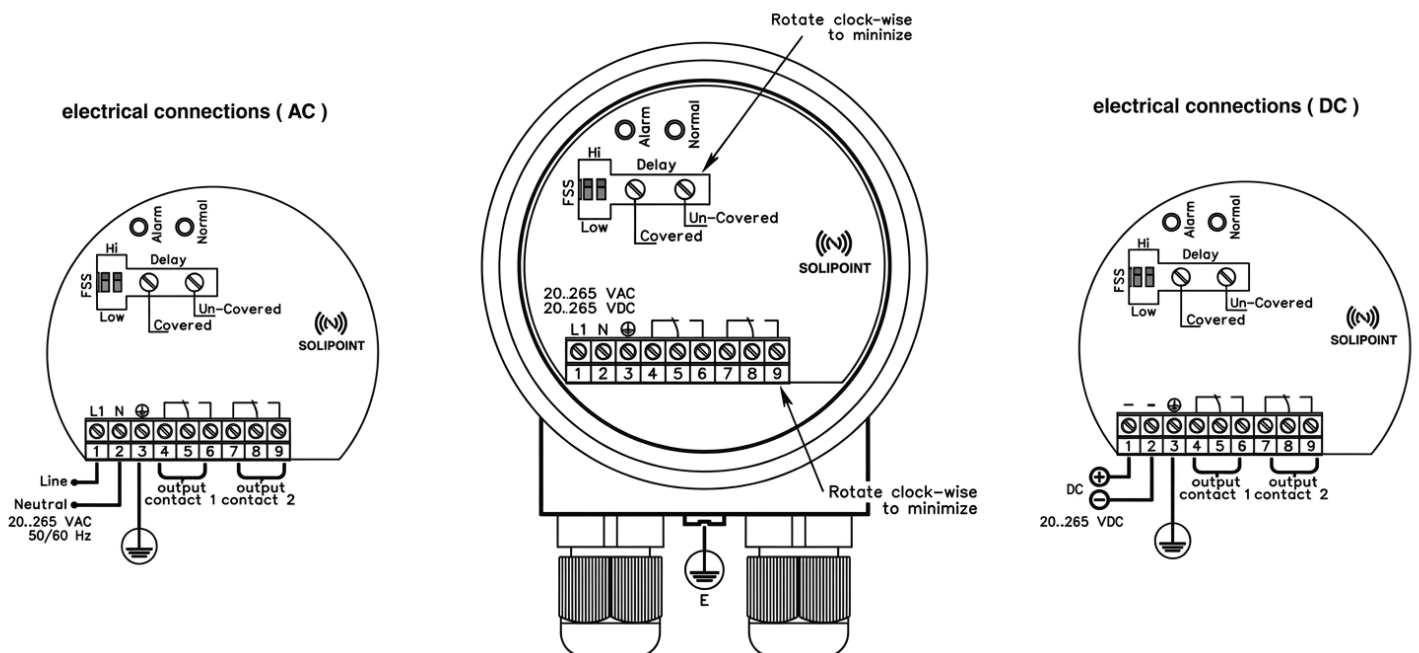 electrical connections ( AC )
Alarm
Normal
Hi
FSS
Low
Delay
Un-Covered
Covered
SOLIPOINT
L1 N
1 2 3 4 5 6 7 8 9
Line
Neutral
20..265 VAC
50/60 Hz
output
contact 1
output
contact 2
Rotate clock-wise
to mininize
Alarm
Normal
Hi
FSS
Low
Delay
Un-Covered
Covered
SOLIPOINT
20..265 VAC
20..265 VDC
L1 N
1 2 3 4 5 6 7 8 9
Rotate clock-wise
to minimize
E
electrical connections ( DC )
Alarm
Normal
Hi
FSS
Low
Delay
Un-Covered
Covered
SOLIPOINT
– –
1 2 3 4 5 6 7 8 9
+
DC
−
20..265 VDC
output
contact 1
output
contact 2